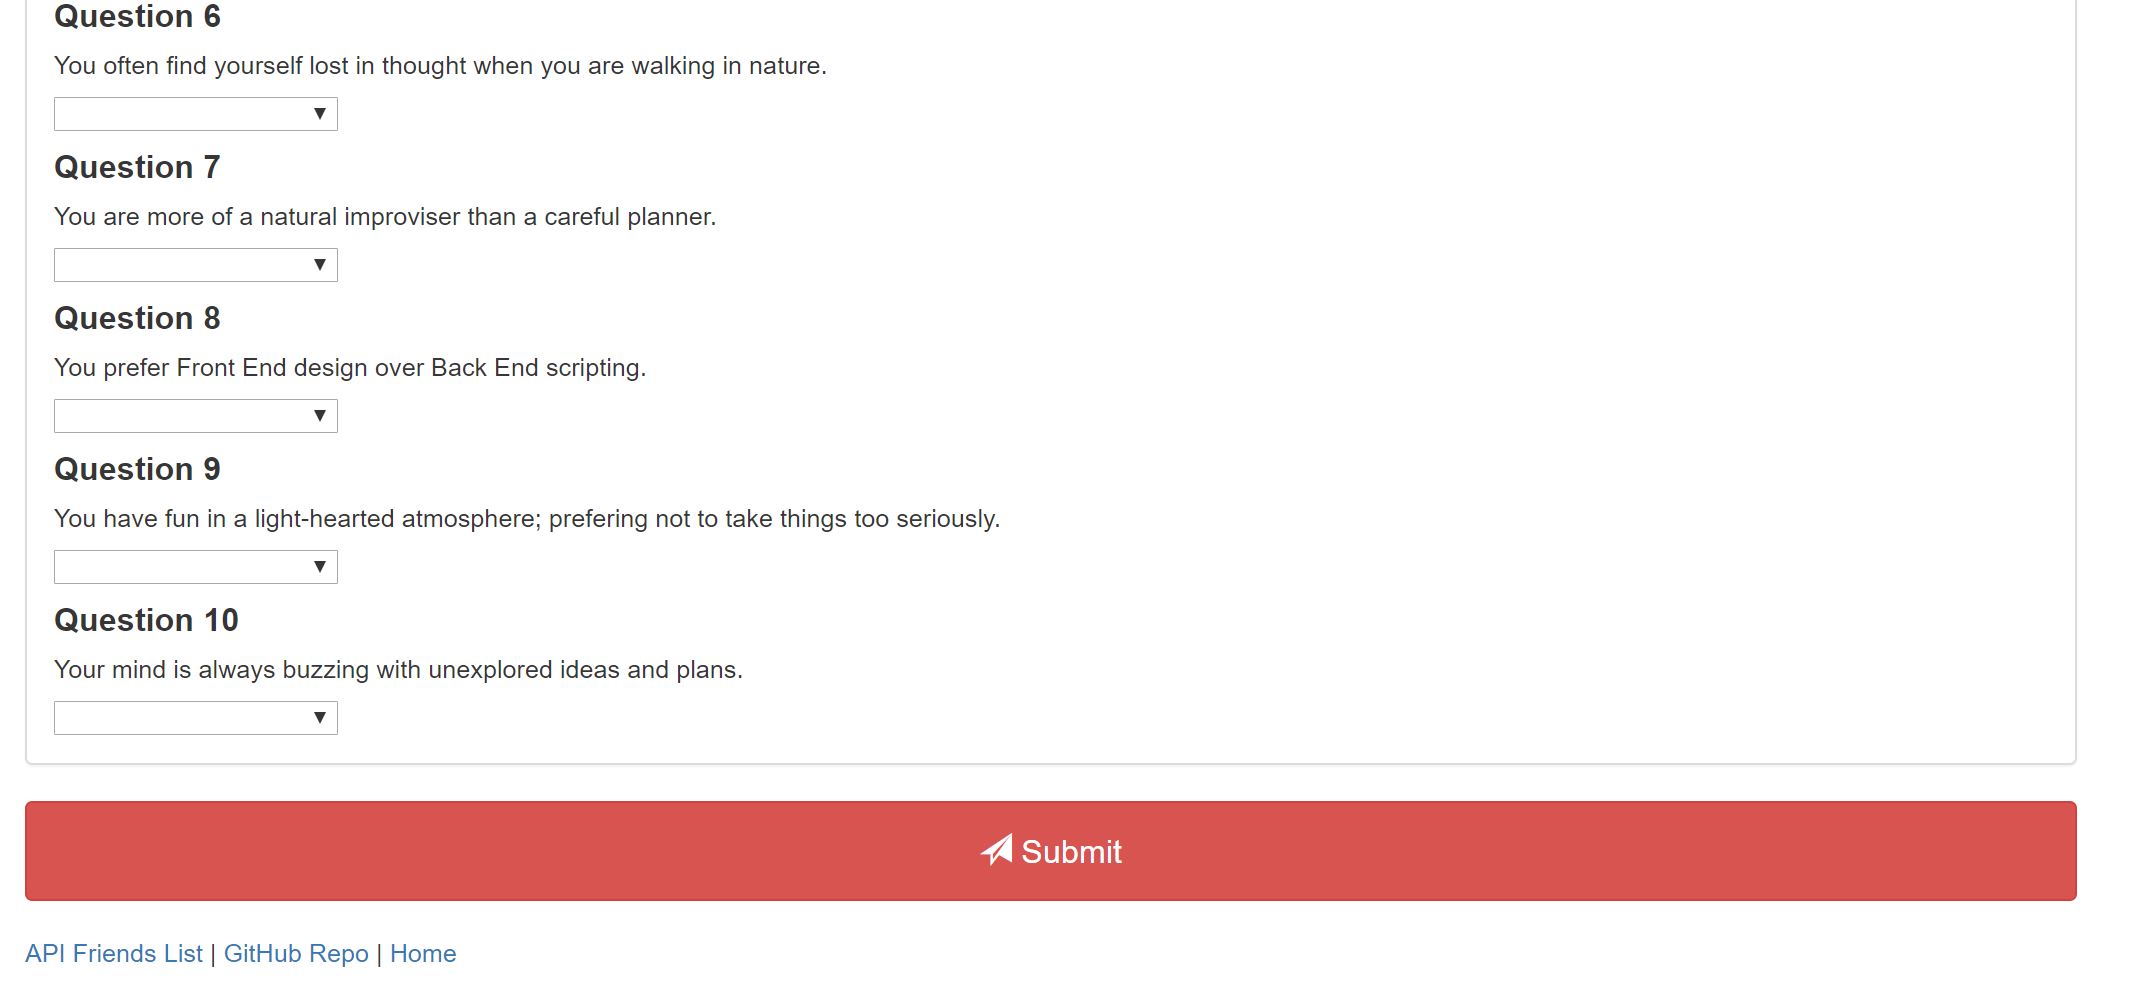 Question 6
You often find yourself lost in thought when you are walking in nature.
Question 7
You are more of a natural improviser than a careful planner.
Question 8
You prefer Front End design over Back End scripting.
Question 9
You have fun in a light-hearted atmosphere; prefering not to take things too seriously.
Question 10
Your mind is always buzzing with unexplored ideas and plans.
Submit
API Friends List | GitHub Repo | Home